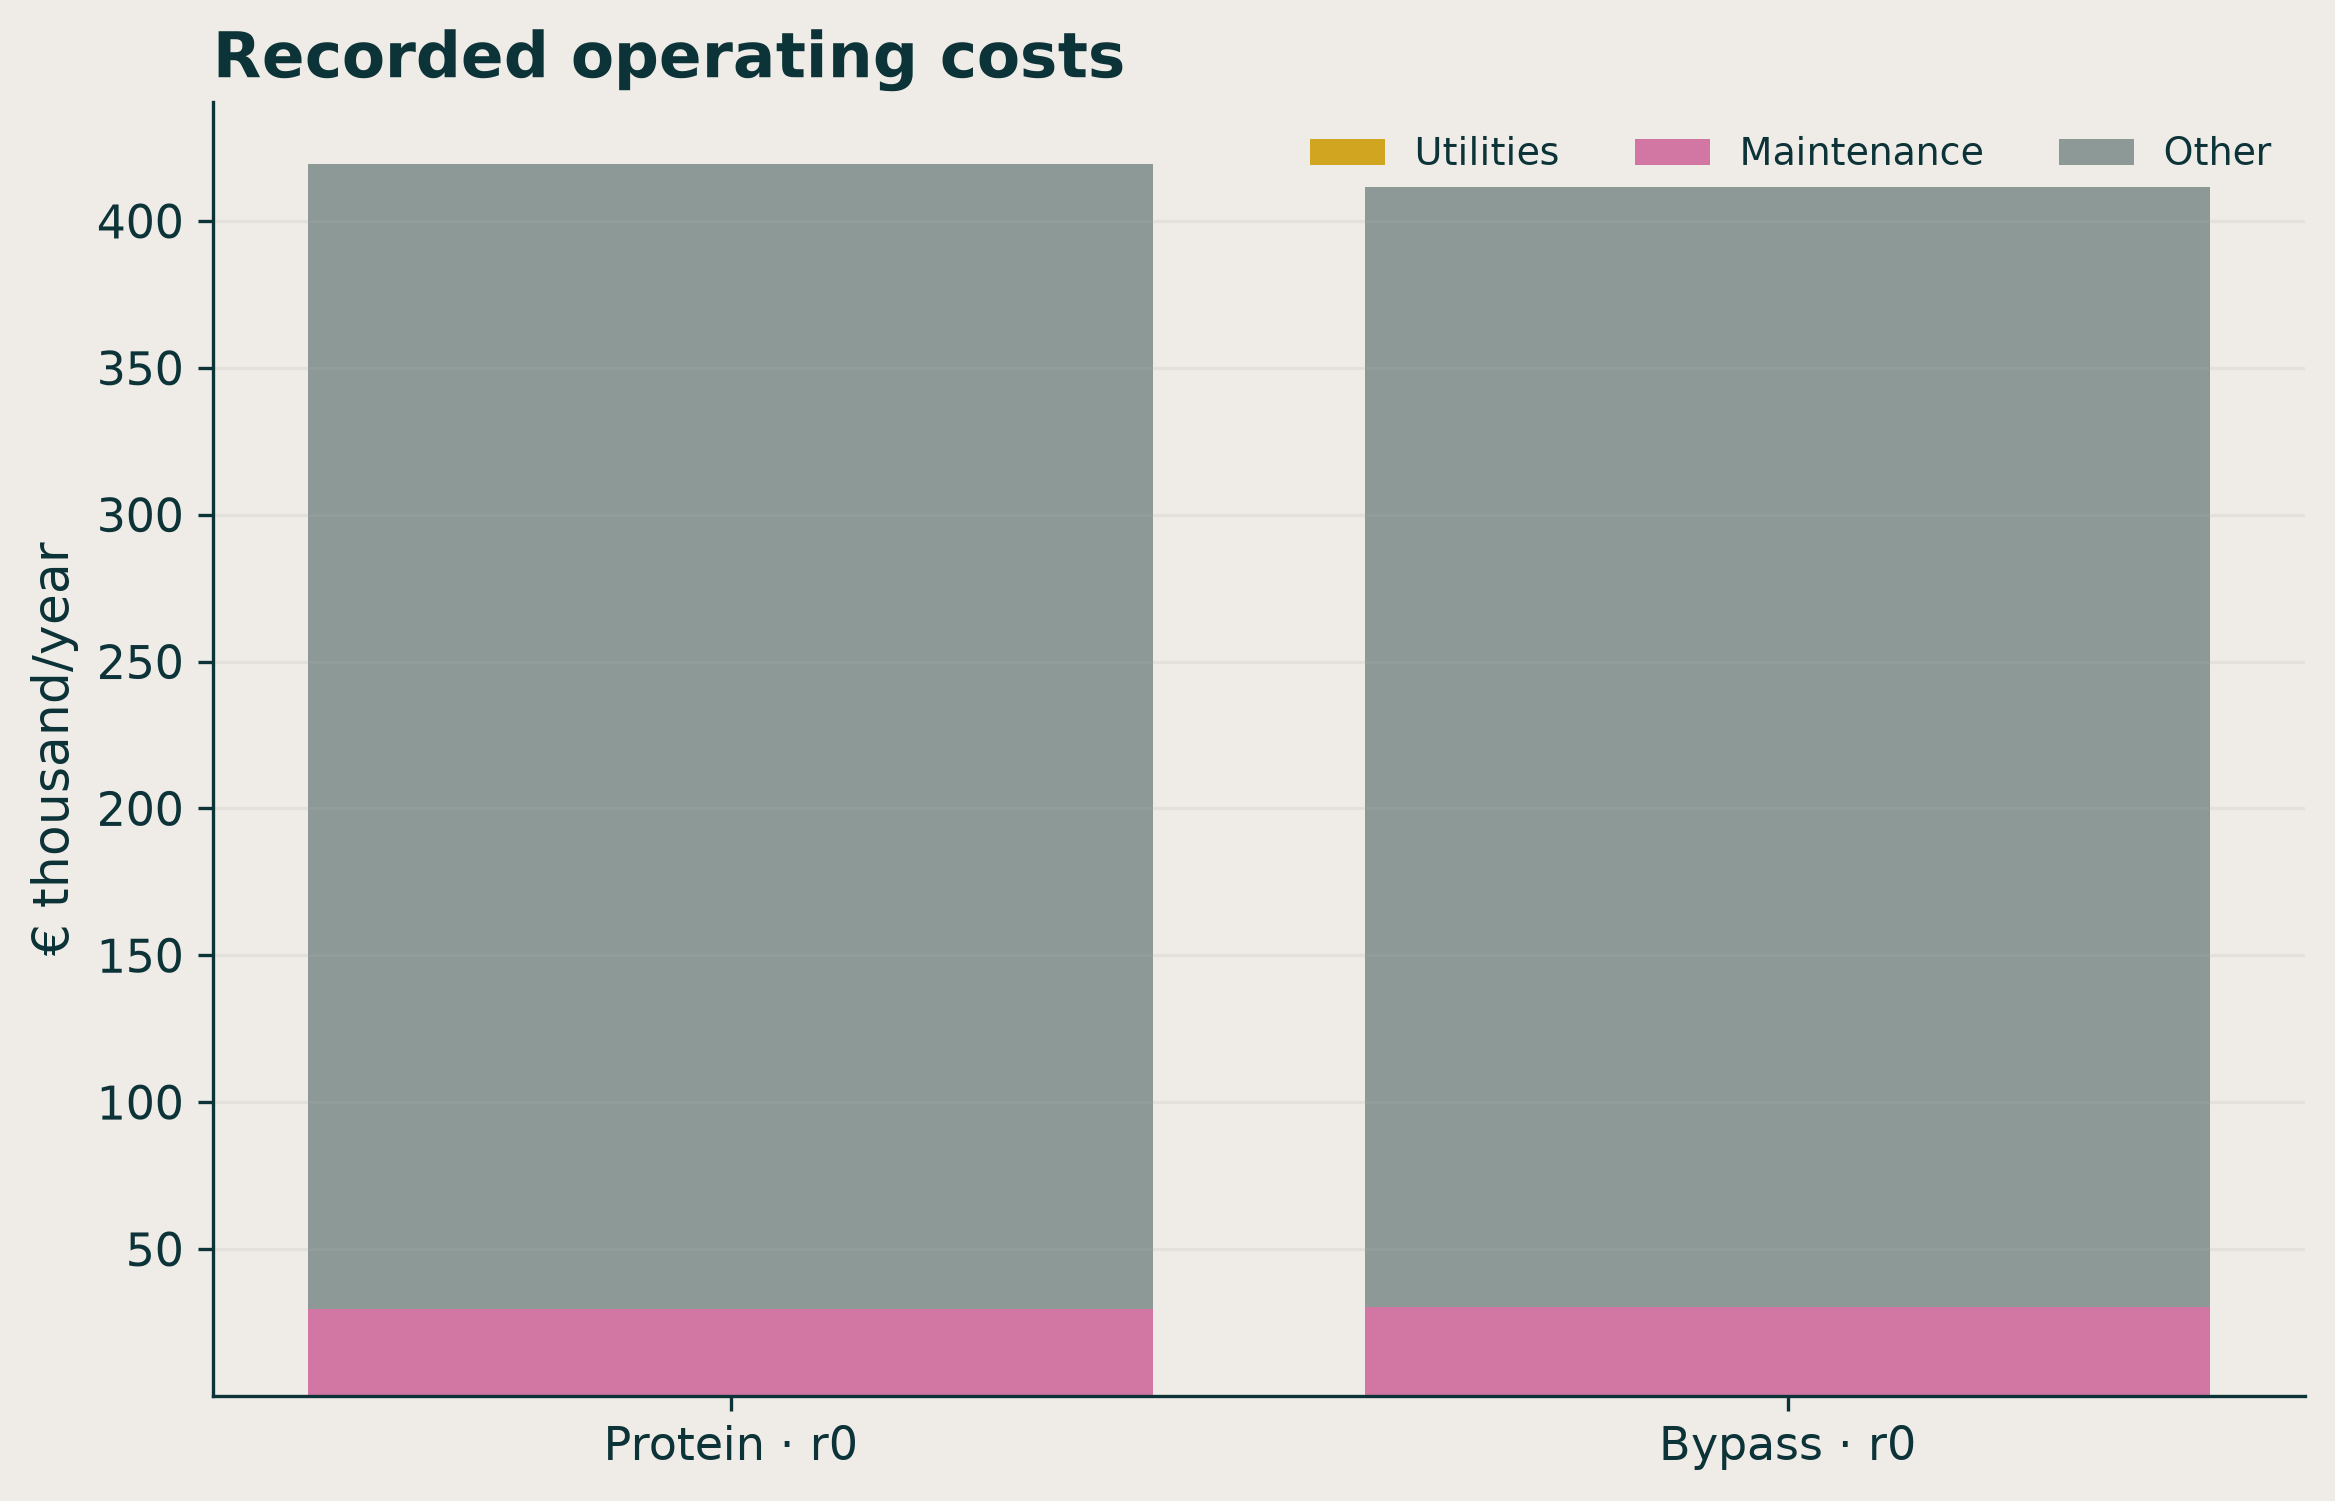 Recorded operating costs
Utilities
Maintenance
Other
€ thousand/year
400
350
300
250
200
150
100
50
Protein · r0
Bypass · r0